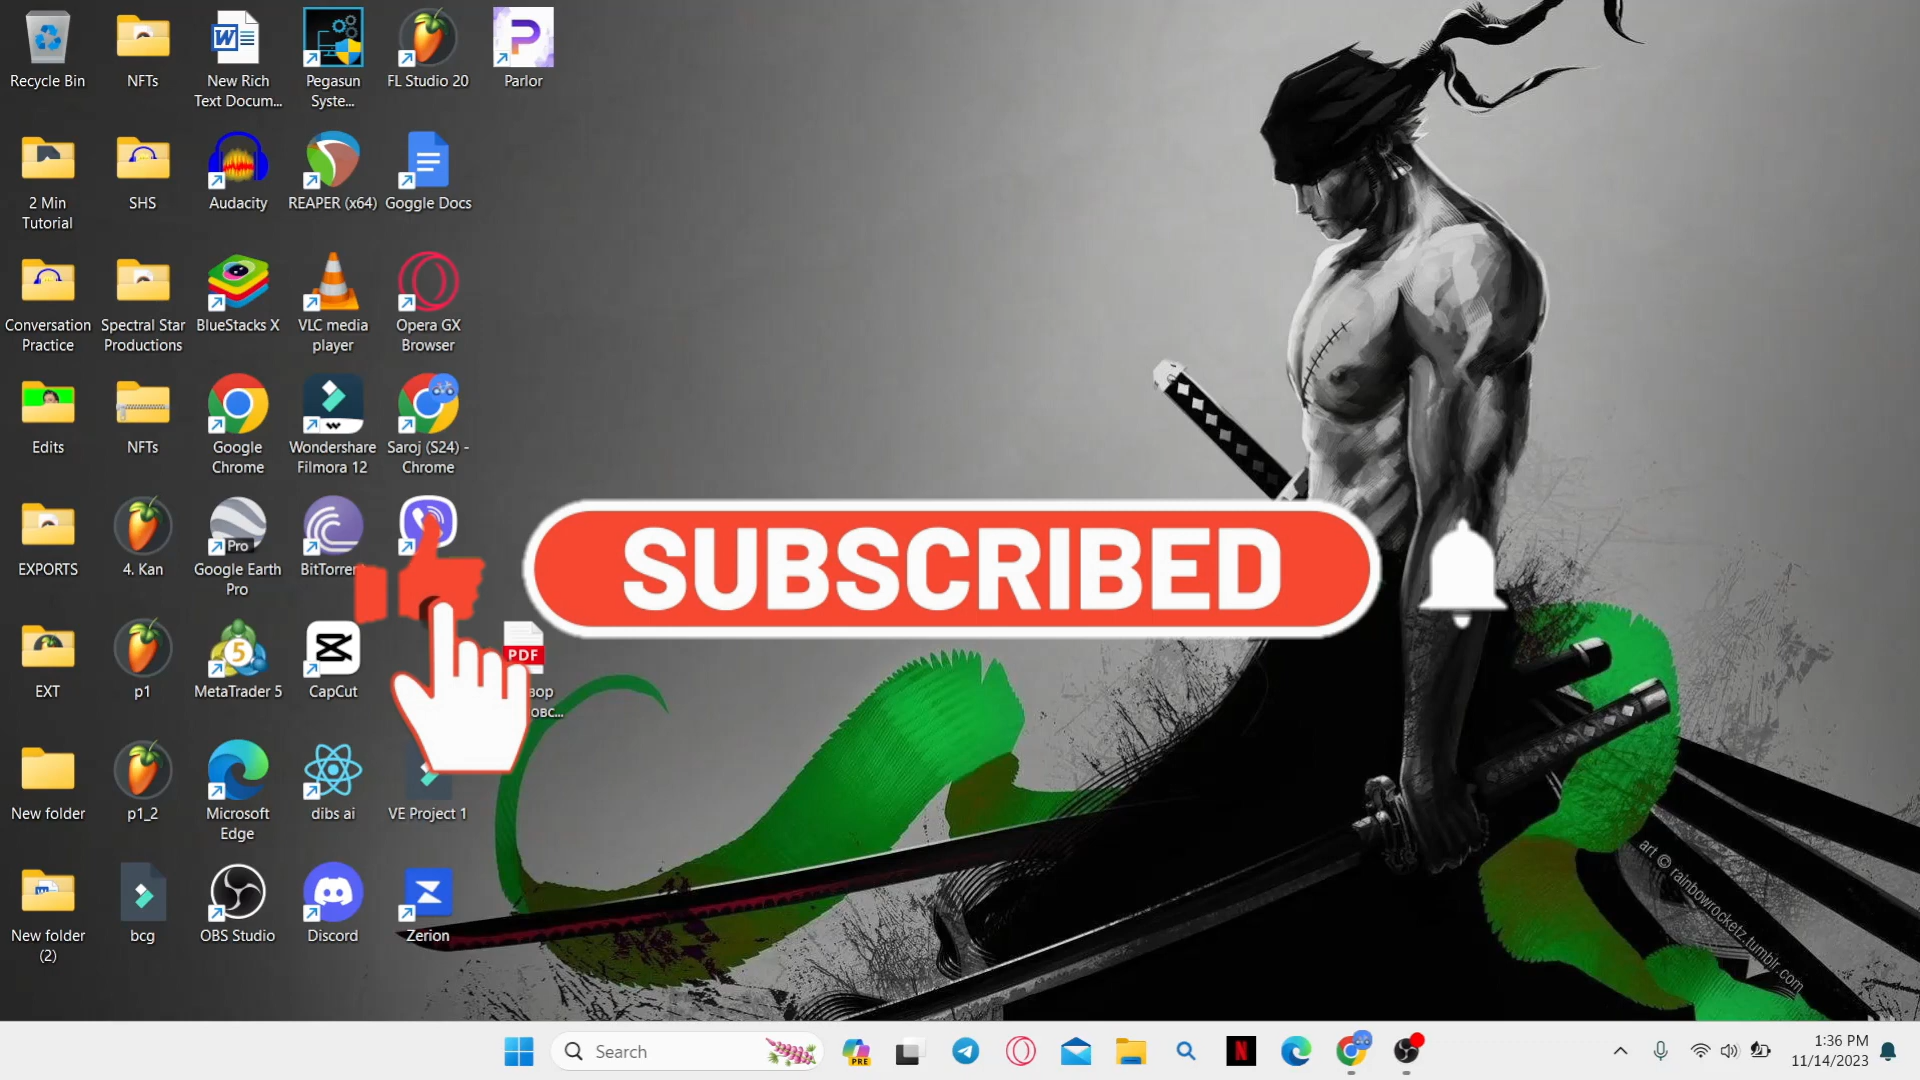 Recycle Bin
NFTs
New Rich
Text Docum...
Pegasun
Syste...
FL Studio 20
Parlor
2 Min
Tutorial
SHS
Audacity
REAPER (x64)
Goggle Docs
Conversation
Practice
Spectral Star
Productions
BlueStacks X
VLC media
player
Opera GX
Browser
Edits
NFTs
Google
Chrome
Wondershare
Filmora 12
Saroj (S24) -
Chrome
EXPORTS
4. Kan
Pro
Google Earth
Pro
BitTorren
SUBSCRIBED
EXT
p1
5
MetaTrader 5
CapCut
PDF
New folder
p1_2
Microsoft
Edge
dibs ai
VE Project 1
New folder
(2)
bcg
OBS Studio
Discord
Zerion
art © rainbowrocketz.tumblr.com
Search
PRE
N
1:36 PM
11/14/2023